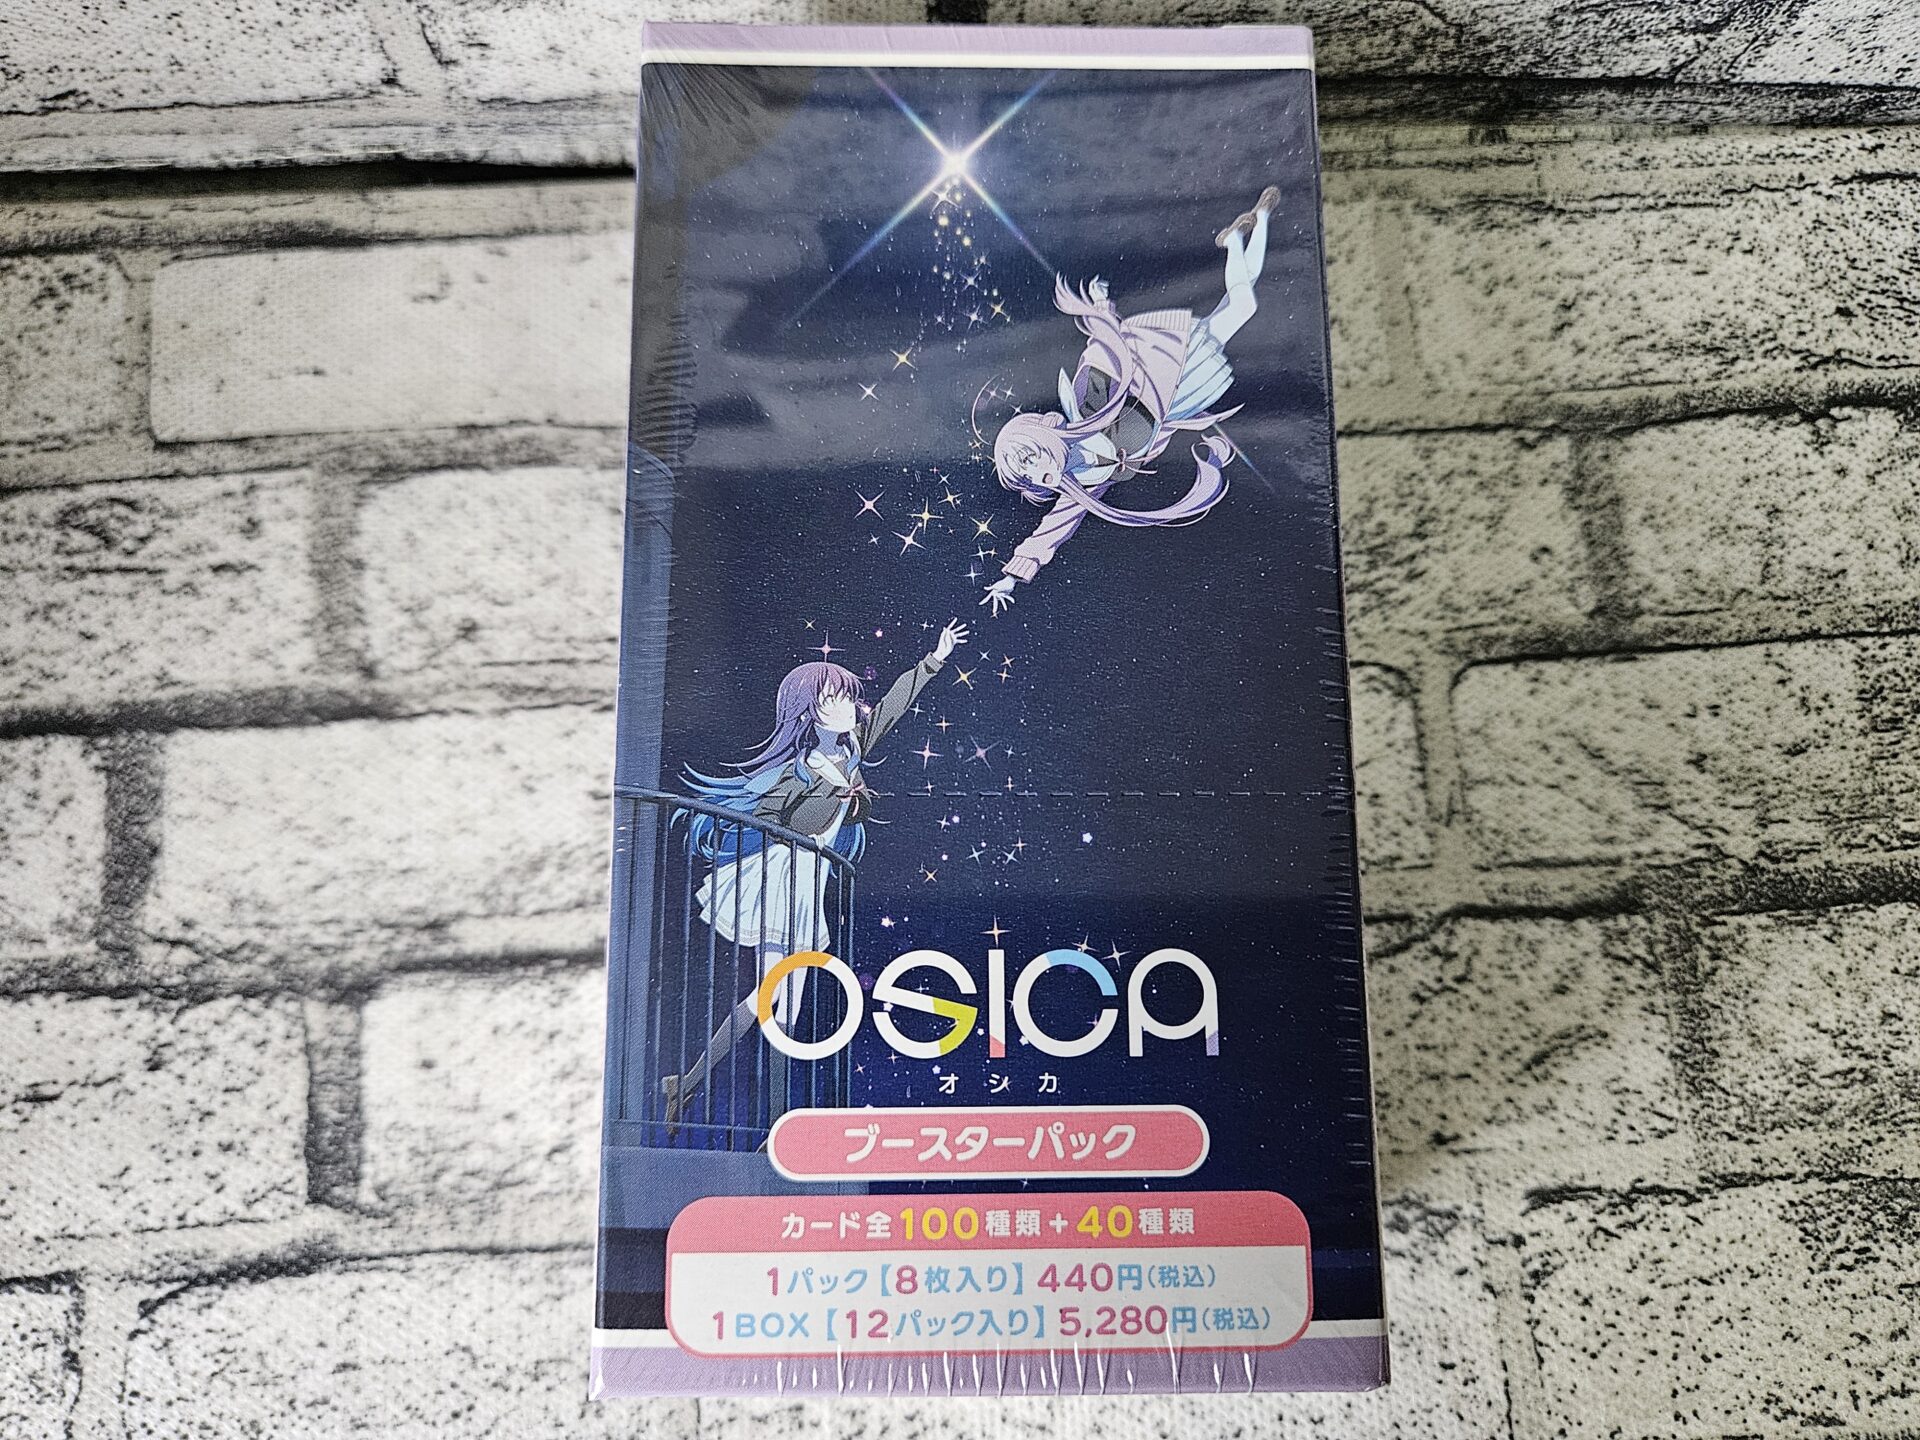 OSICA
オシカ
ブースターパック
カード全100種類+40種類
1パック【8枚入り】440円(税込)
1BOX【12パック入り】5,280円(税込)